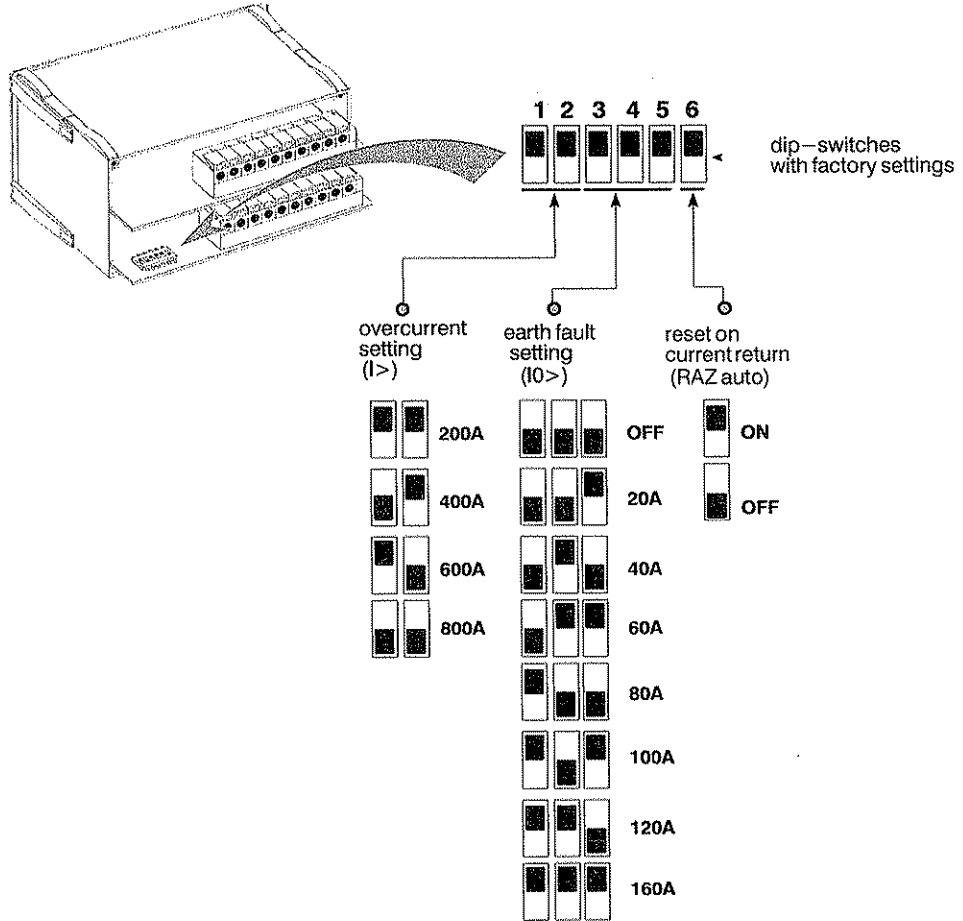 1 2 3 4 5 6
dip–switches
with factory settings
overcurrent
setting
(I>)
earth fault
setting
(I0>)
reset on
current return
(RAZ auto)
200A
400A
600A
800A
OFF
20A
40A
60A
80A
100A
120A
160A
ON
OFF